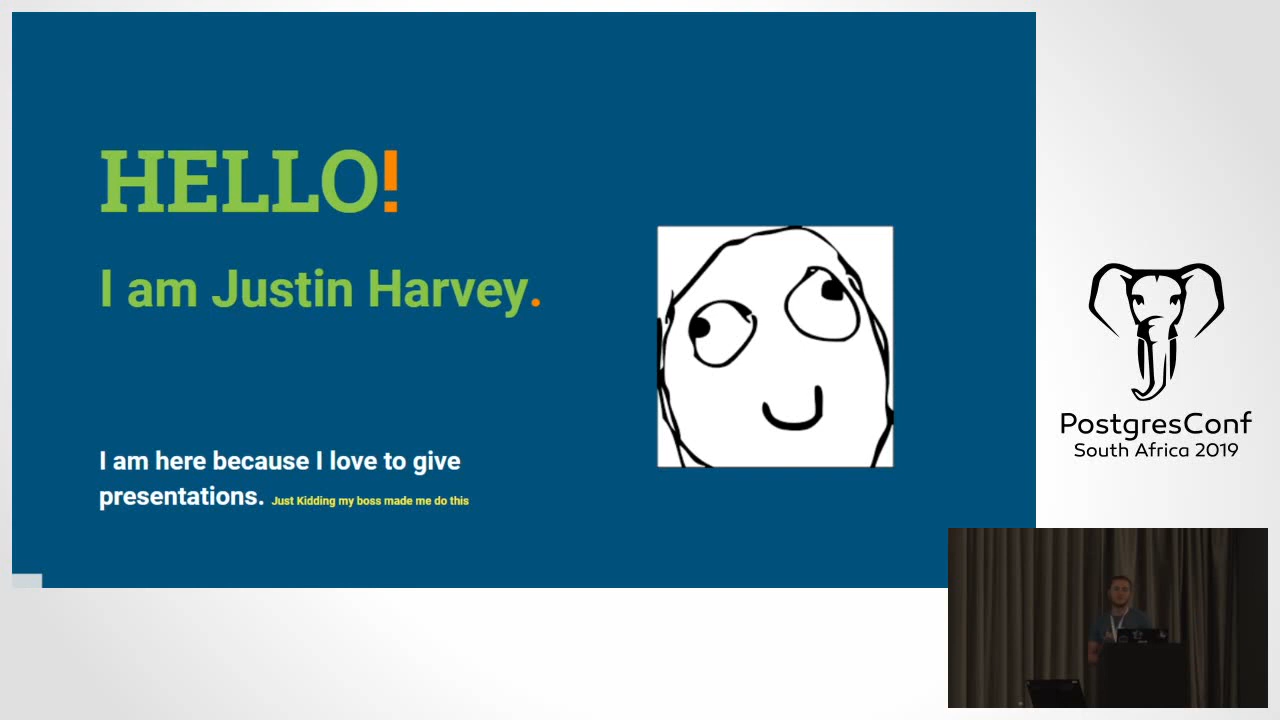 HELLO!
I am Justin Harvey.
I am here because I love to give
presentations. Just Kidding my boss made me do this
PostgresConf
South Africa 2019